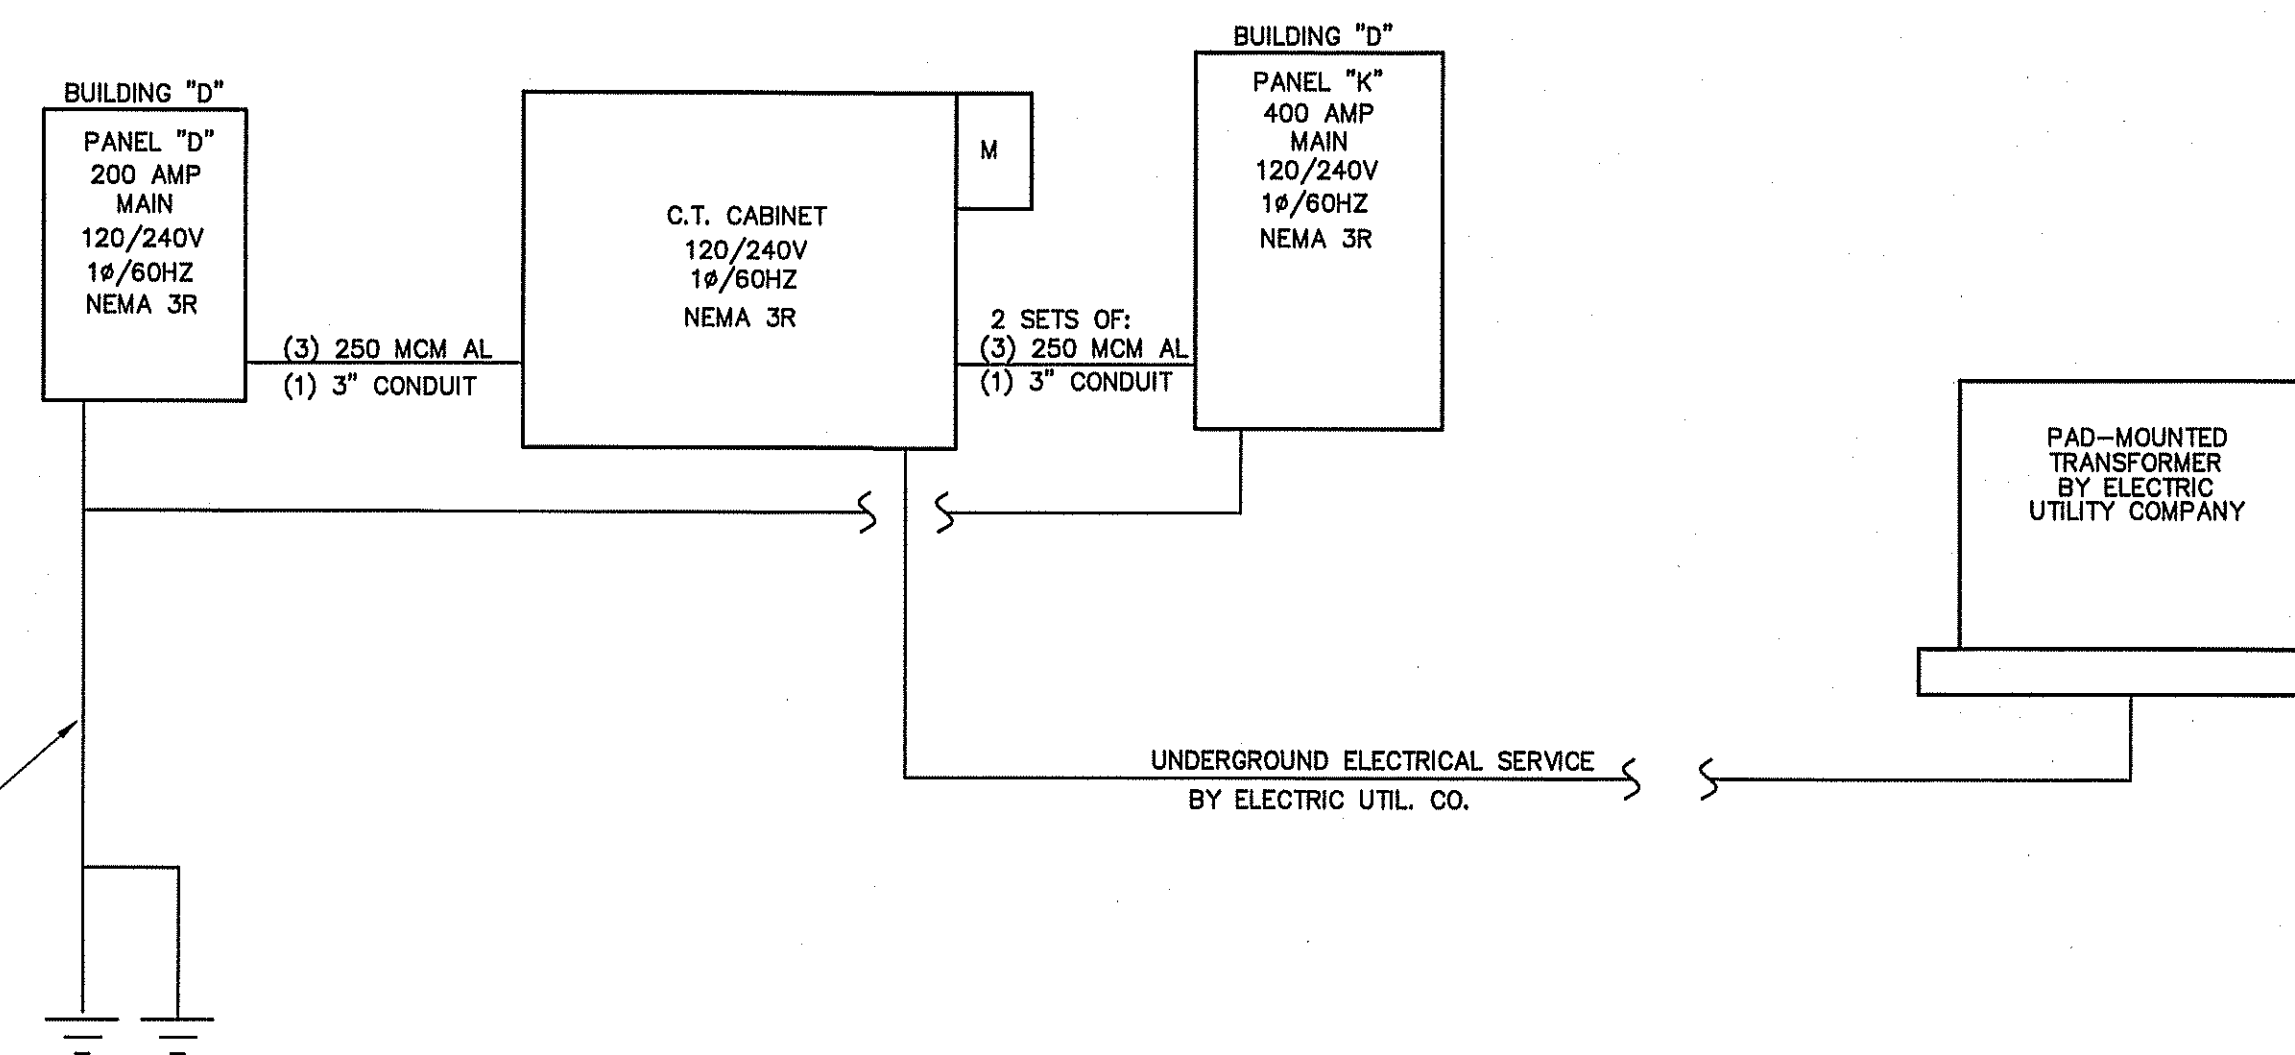 BUILDING "D"
PANEL "D"
200 AMP
MAIN
120/240V
1ø/60HZ
NEMA 3R
(3) 250 MCM AL
(1) 3" CONDUIT
C.T. CABINET
120/240V
1ø/60HZ
NEMA 3R
M
2 SETS OF:
(3) 250 MCM AL
(1) 3" CONDUIT
BUILDING "D"
PANEL "K"
400 AMP
MAIN
120/240V
1ø/60HZ
NEMA 3R
PAD-MOUNTED
TRANSFORMER
BY ELECTRIC
UTILITY COMPANY
UNDERGROUND ELECTRICAL SERVICE
BY ELECTRIC UTIL. CO.